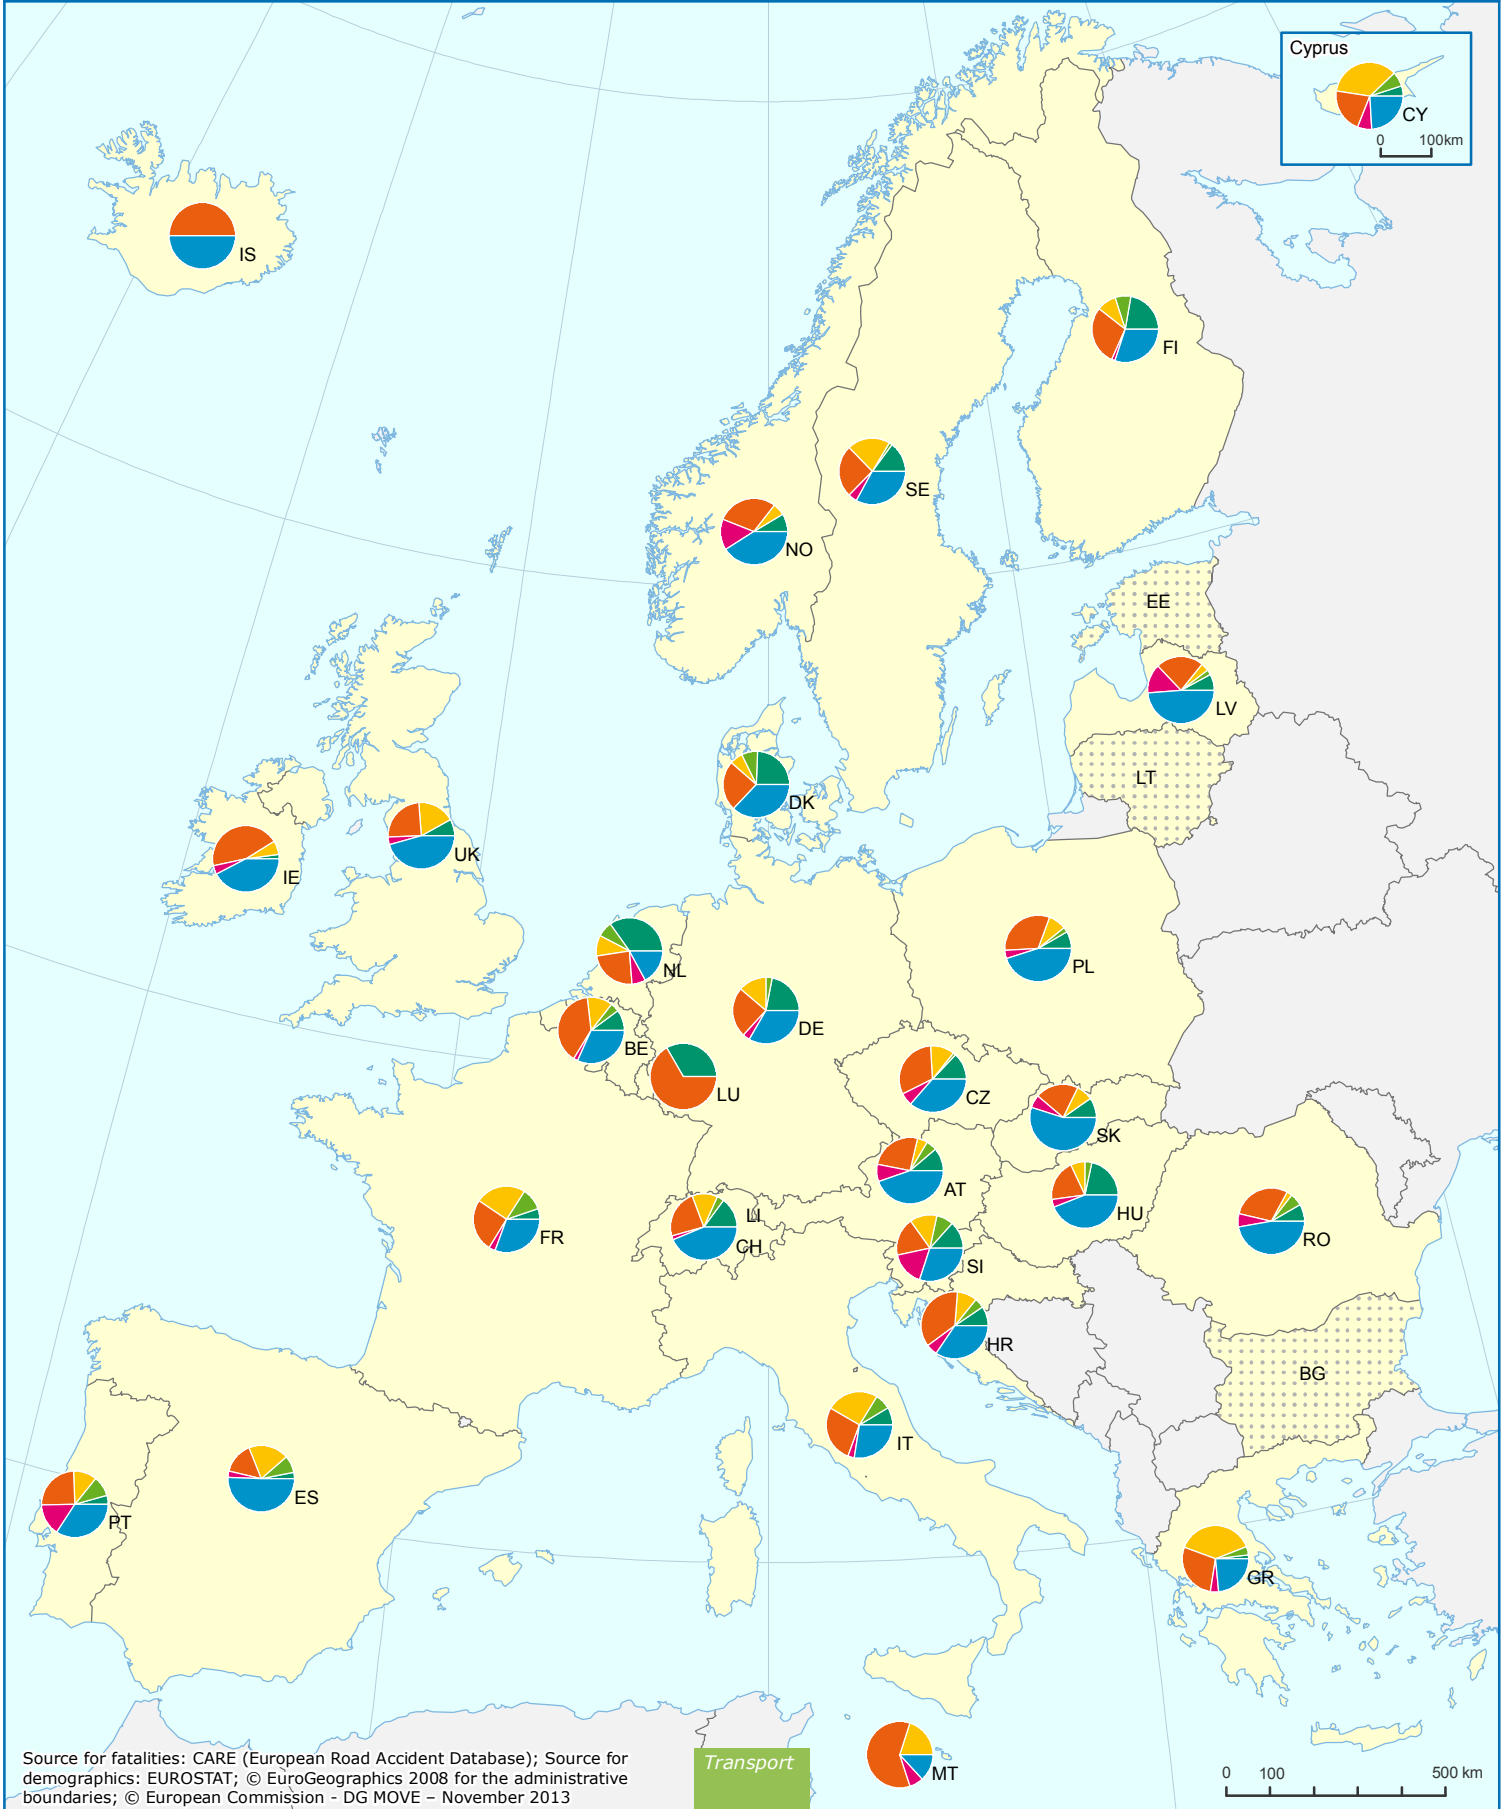 Cyprus
CY
0 100km
IS
FI
SE
NO
EE
LV
LT
DK
UK
IE
NL
PL
DE
BE
LU
CZ
SK
AT
HU
LI
CH
FR
RO
SI
HR
BG
IT
ES
PT
GR
MT
Source for fatalities: CARE (European Road Accident Database); Source for
demographics: EUROSTAT; © EuroGeographics 2008 for the administrative
boundaries; © European Commission - DG MOVE – November 2013
Transport
0 100 500 km